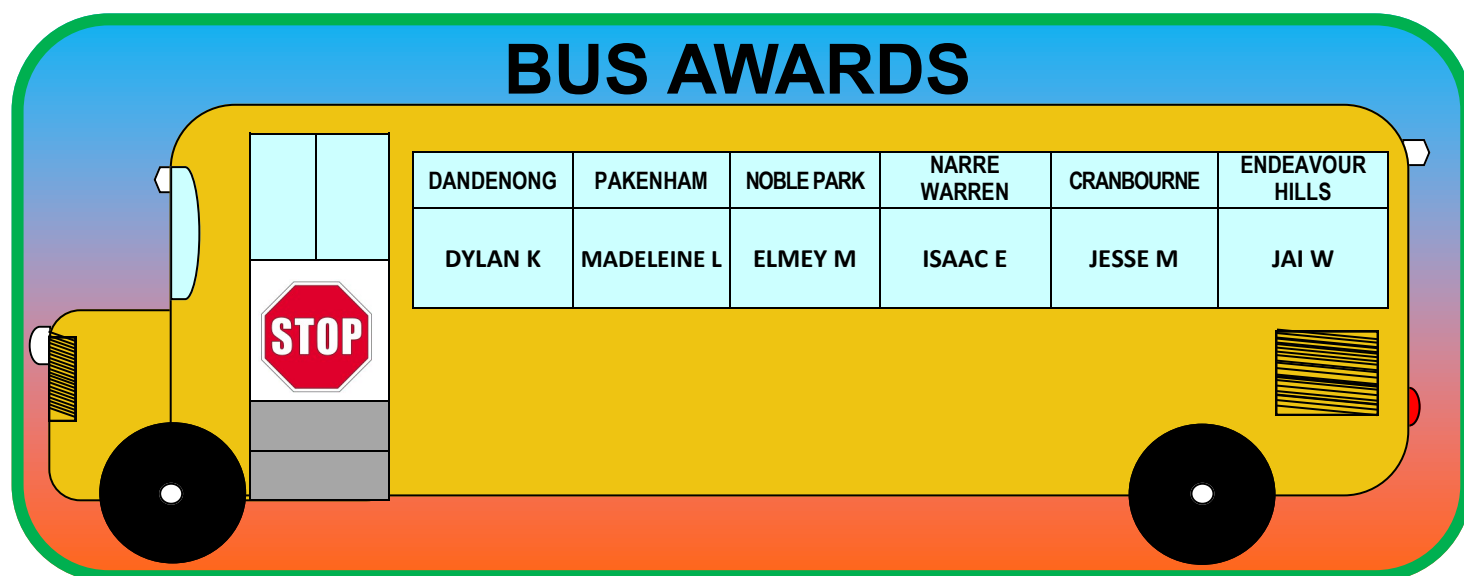 BUS AWARDS
DANDENONG PAKENHAM NOBLE PARK NARRE WARREN CRANBOURNE ENDEAVOUR HILLS
DYLAN K MADELEINE L ELMEY M ISAAC E JESSE M JAI W
STOP